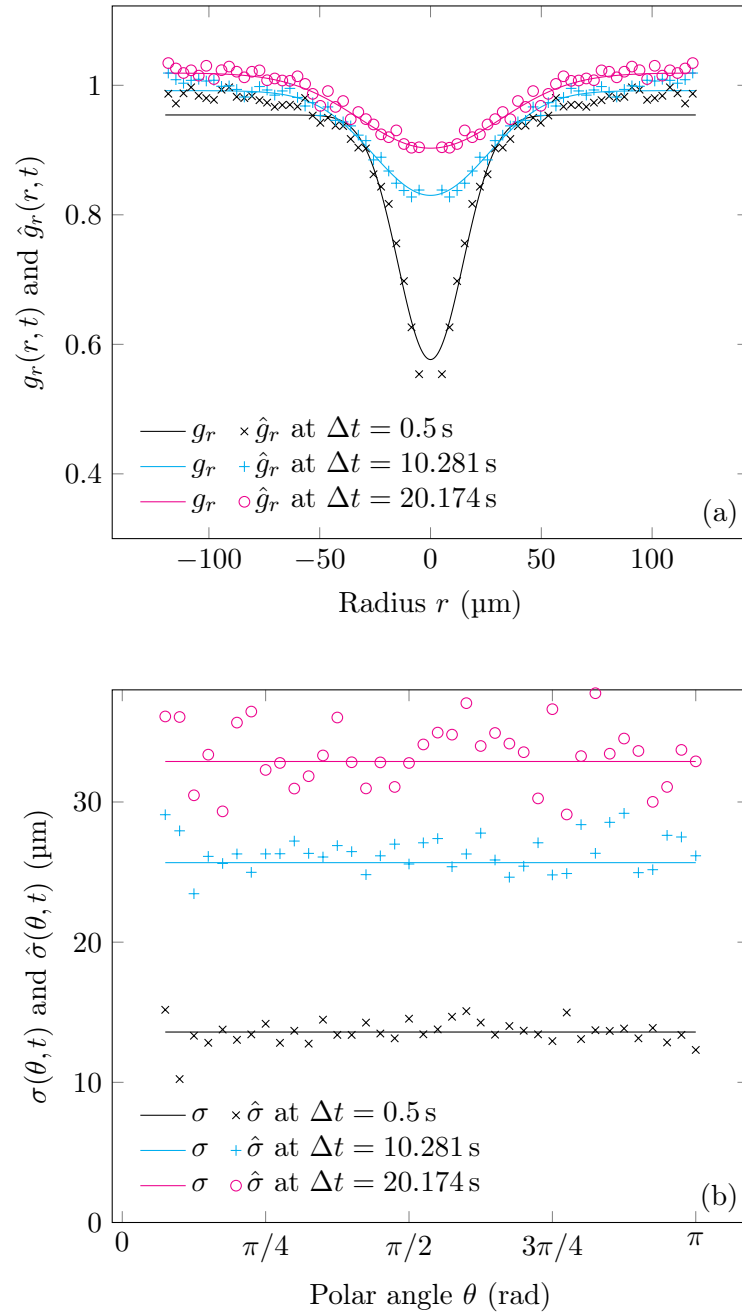 1
0.8
0.6
0.4
g_r(r, t) and ĝ_r(r, t)
g_r × ĝ_r at Δt = 0.5 s
g_r + ĝ_r at Δt = 10.281 s
g_r ○ ĝ_r at Δt = 20.174 s
(a)
−100 −50 0 50 100
Radius r (µm)
30
20
10
0
σ(θ, t) and σ̂(θ, t) (µm)
σ × σ̂ at Δt = 0.5 s
σ + σ̂ at Δt = 10.281 s
σ ○ σ̂ at Δt = 20.174 s
(b)
0 π/4 π/2 3π/4 π
Polar angle θ (rad)